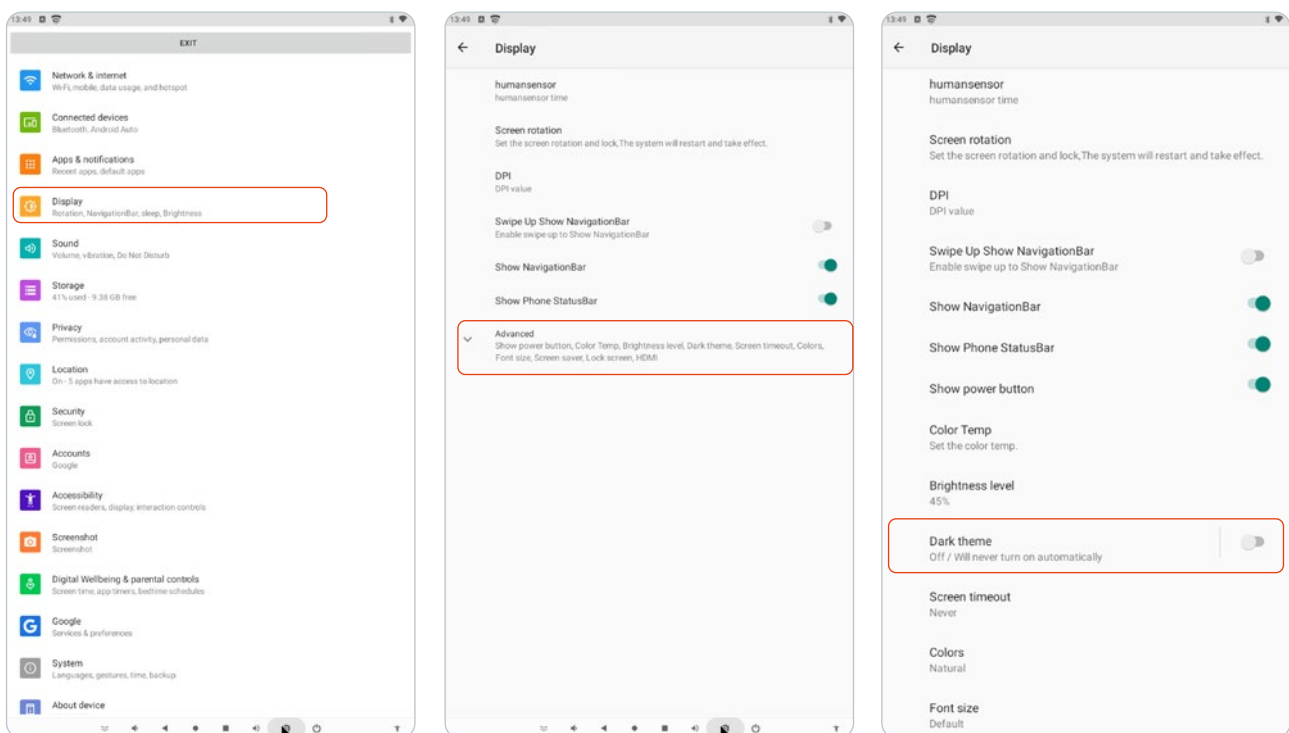 13:49
EXIT
Network & internet
Wi-Fi, mobile, data usage, and hotspot
Connected devices
Bluetooth, Android Auto
Apps & notifications
Recent apps, default apps
Display
Rotation, NavigationBar, sleep, Brightness
Sound
Volume, vibration, Do Not Disturb
Storage
41% used - 9.38 GB free
Privacy
Permissions, account activity, personal data
Location
On - 5 apps have access to location
Security
Screen lock
Accounts
Google
Accessibility
Screen readers, display, interaction controls
Screenshot
Screenshot
Digital Wellbeing & parental controls
Screen time, app timers, bedtime schedules
Google
Services & preferences
System
Languages, gestures, time, backup
About device
13:49
Display
humansensor
humansensor time
Screen rotation
Set the screen rotation and lock,The system will restart and take effect.
DPI
DPI value
Swipe Up Show NavigationBar
Enable swipe up to Show NavigationBar
Show NavigationBar
Show Phone StatusBar
Advanced
Show power button, Color Temp, Brightness level, Dark theme, Screen timeout, Colors,
Font size, Screen saver, Lock screen, HDMI
13:49
Display
humansensor
humansensor time
Screen rotation
Set the screen rotation and lock,The system will restart and take effect.
DPI
DPI value
Swipe Up Show NavigationBar
Enable swipe up to Show NavigationBar
Show NavigationBar
Show Phone StatusBar
Show power button
Color Temp
Set the color temp.
Brightness level
45%
Dark theme
Off / Will never turn on automatically
Screen timeout
Never
Colors
Natural
Font size
Default